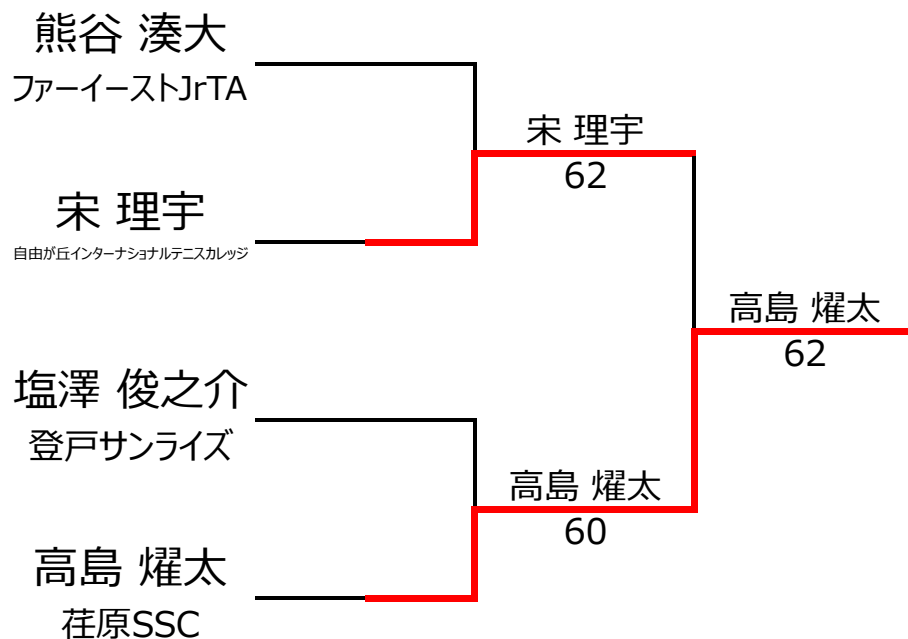 熊谷 湊大
ファーイーストJrTA
宋 理宇
62
宋 理宇
自由が丘インターナショナルテニスカレッジ
高島 燿太
62
塩澤 俊之介
登戸サンライズ
高島 燿太
60
高島 燿太
荏原SSC